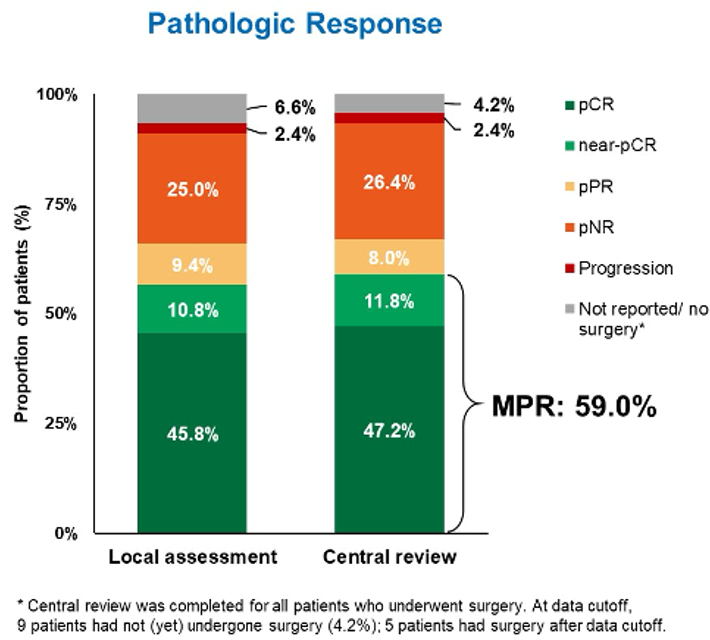 Pathologic Response
Proportion of patients (%)
100%
75%
50%
25%
0%
6.6%
2.4%
25.0%
9.4%
10.8%
45.8%
Local assessment
4.2%
2.4%
26.4%
8.0%
11.8%
47.2%
Central review
MPR: 59.0%
pCR
near-pCR
pPR
pNR
Progression
Not reported/ no
surgery*
* Central review was completed for all patients who underwent surgery. At data cutoff,
9 patients had not (yet) undergone surgery (4.2%); 5 patients had surgery after data cutoff.